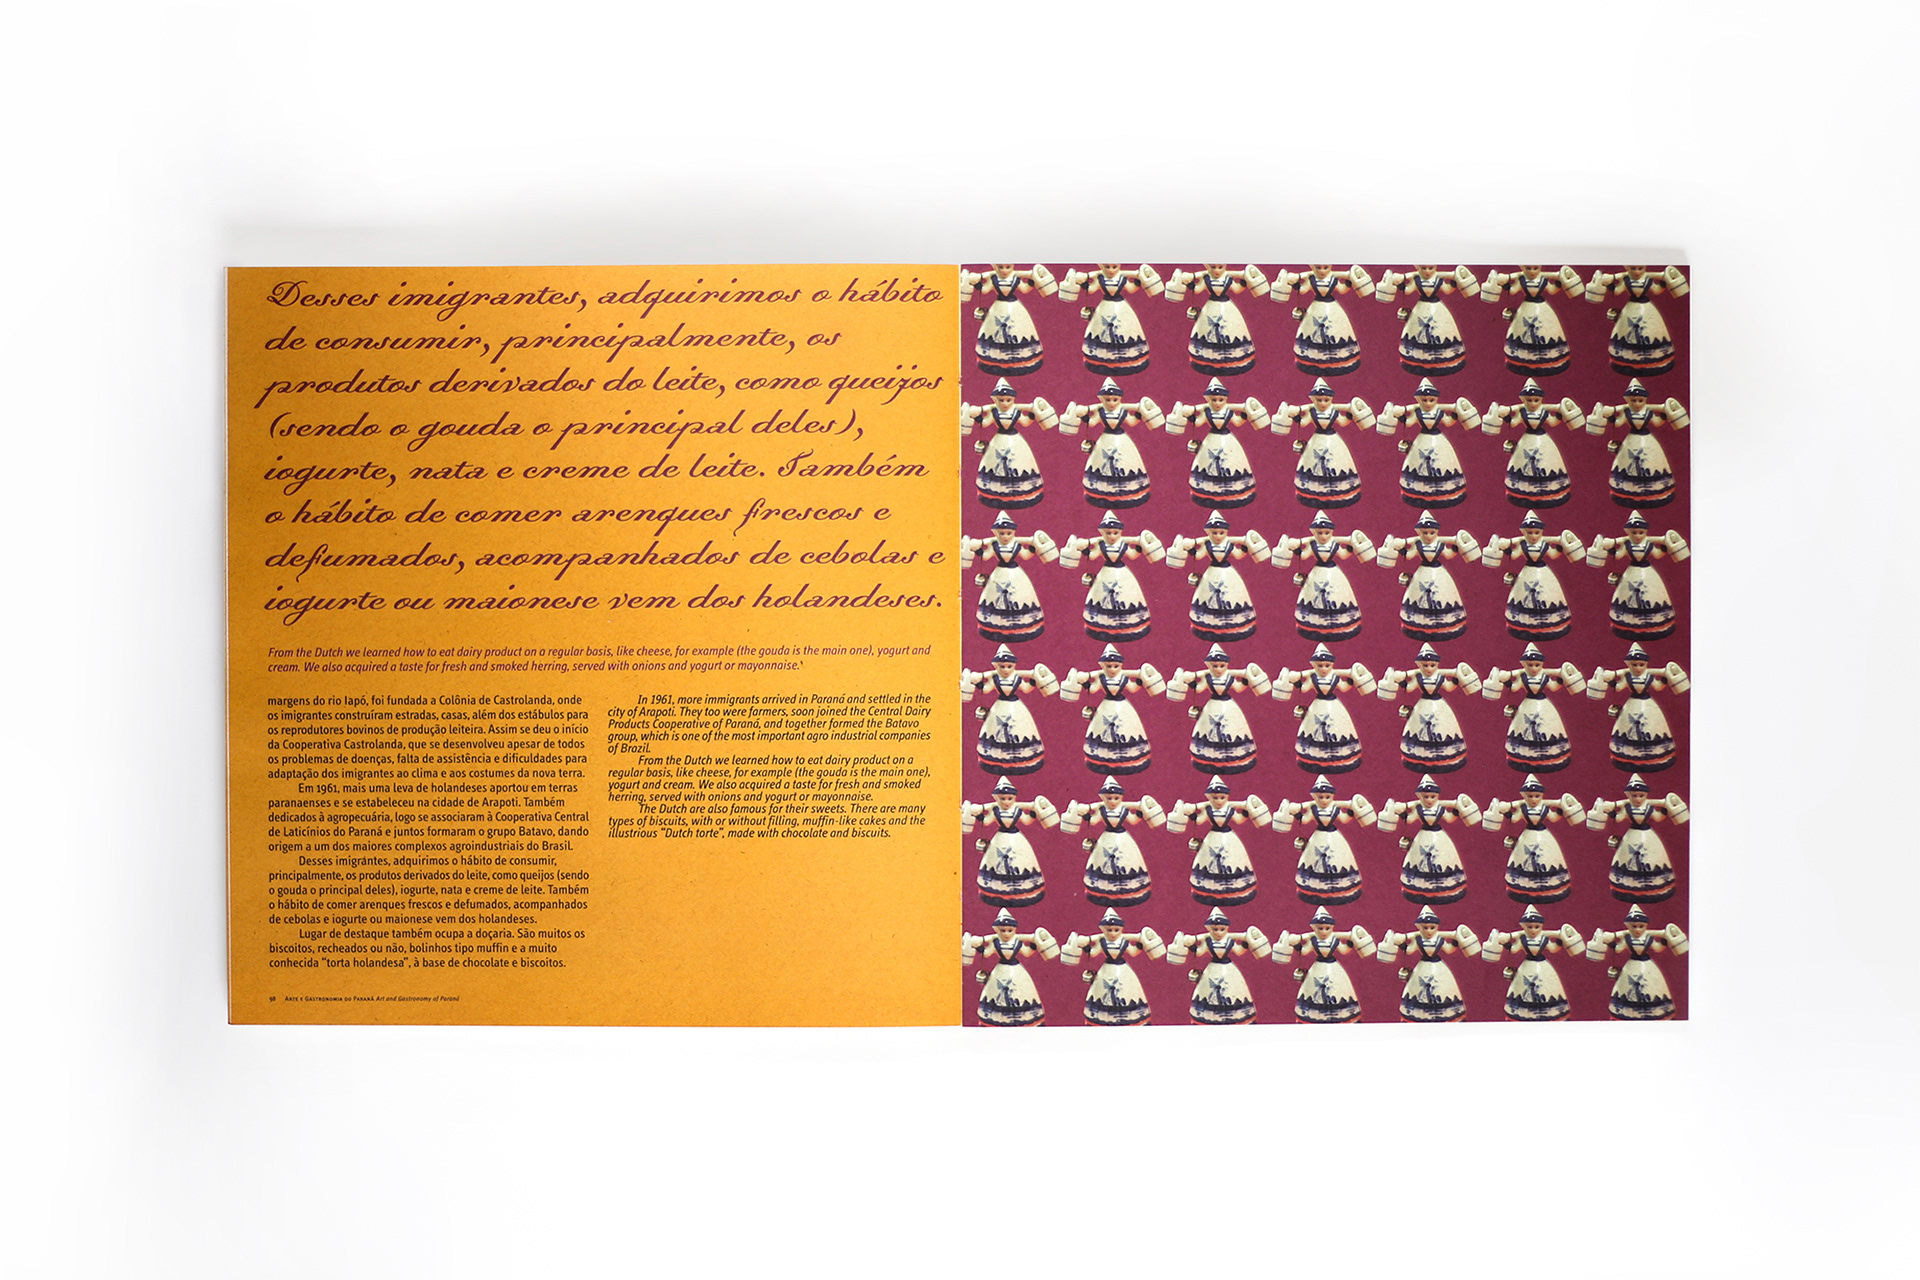 Desses imigrantes, adquirimos o hábito
de consumir, principalmente, os
produtos derivados do leite, como queijos
(sendo o gouda o principal deles),
iogurte, nata e creme de leite. Também
o hábito de comer arenques frescos e
defumados, acompanhados de cebolas e
iogurte ou maionese vem dos holandeses.
From the Dutch we learned how to eat dairy product on a regular basis, like cheese, for example (the gouda is the main one), yogurt and
cream. We also acquired a taste for fresh and smoked herring, served with onions and yogurt or mayonnaise.
margens do rio Iapó, foi fundada a Colônia de Castrolanda, onde
os imigrantes construíram estradas, casas, além dos estábulos para
os reprodutores bovinos de produção leiteira. Assim se deu o início
da Cooperativa Castrolanda, que se desenvolveu apesar de todos
os problemas de doenças, falta de assistência e dificuldades para
adaptação dos imigrantes ao clima e aos costumes da nova terra.
Em 1961, mais uma leva de holandeses aportou em terras
paranaenses e se estabeleceu na cidade de Arapoti. Também
dedicados à agropecuária, logo se associaram à Cooperativa Central
de Laticínios do Paraná e juntos formaram o grupo Batavo, dando
origem a um dos maiores complexos agroindustriais do Brasil.
Desses imigrantes, adquirimos o hábito de consumir,
principalmente, os produtos derivados do leite, como queijos (sendo
o gouda o principal deles), iogurte, nata e creme de leite. Também
o hábito de comer arenques frescos e defumados, acompanhados
de cebolas e iogurte ou maionese vem dos holandeses.
Lugar de destaque também ocupa a doçaria. São muitos os
biscoitos, recheados ou não, bolinhos tipo muffin e a muito
conhecida "torta holandesa", à base de chocolate e biscoitos.
In 1961, more immigrants arrived in Paraná and settled in the
city of Arapoti. They too were farmers, soon joined the Central Dairy
Products Cooperative of Paraná, and together formed the Batavo
group, which is one of the most important agro industrial companies
of Brazil.
From the Dutch we learned how to eat dairy product on a
regular basis, like cheese, for example (the gouda is the main one),
yogurt and cream. We also acquired a taste for fresh and smoked
herring, served with onions and yogurt or mayonnaise.
The Dutch are also famous for their sweets. There are many
types of biscuits, with or without filling, muffin-like cakes and the
illustrious "Dutch torte", made with chocolate and biscuits.
98 Arte e Gastronomia do Paraná Art and Gastronomy of Paraná